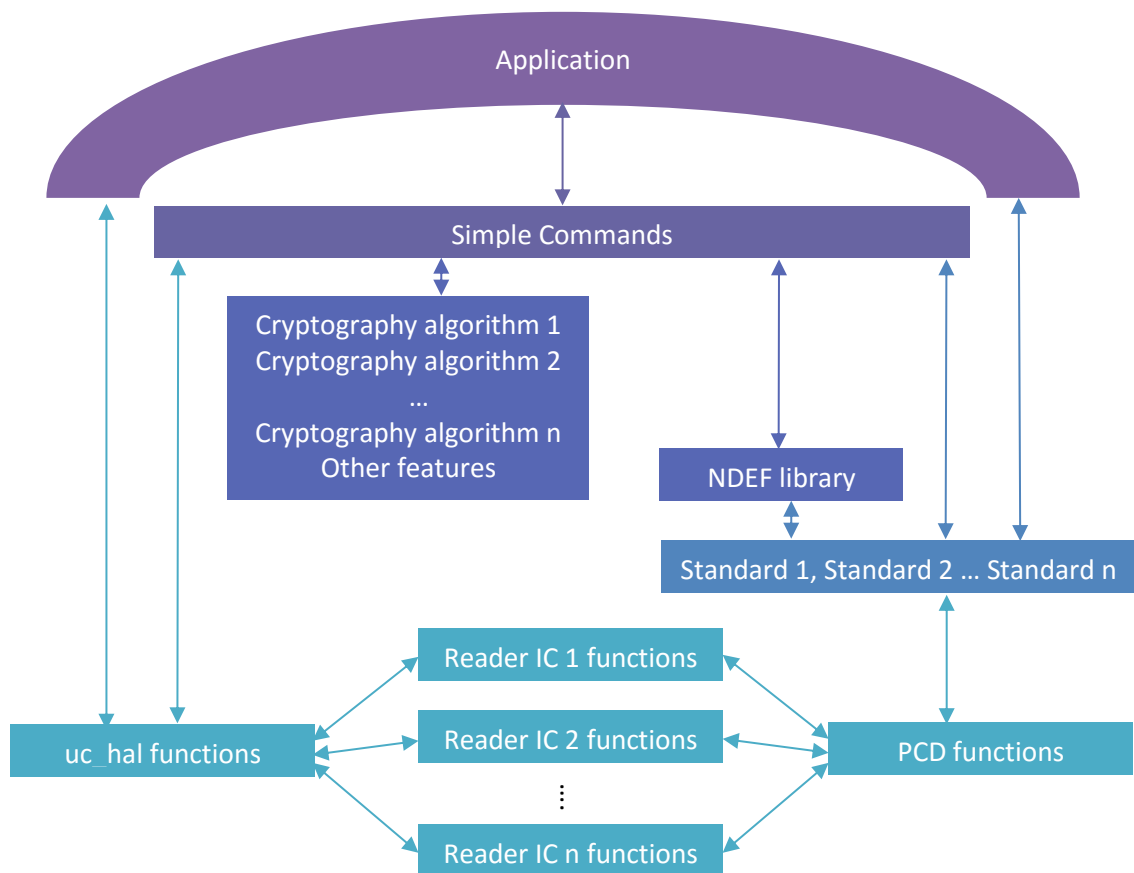 Application
Simple Commands
Cryptography algorithm 1
Cryptography algorithm 2
…
Cryptography algorithm n
Other features
NDEF library
Standard 1, Standard 2 … Standard n
Reader IC 1 functions
uc_hal functions
Reader IC 2 functions
PCD functions
Reader IC n functions